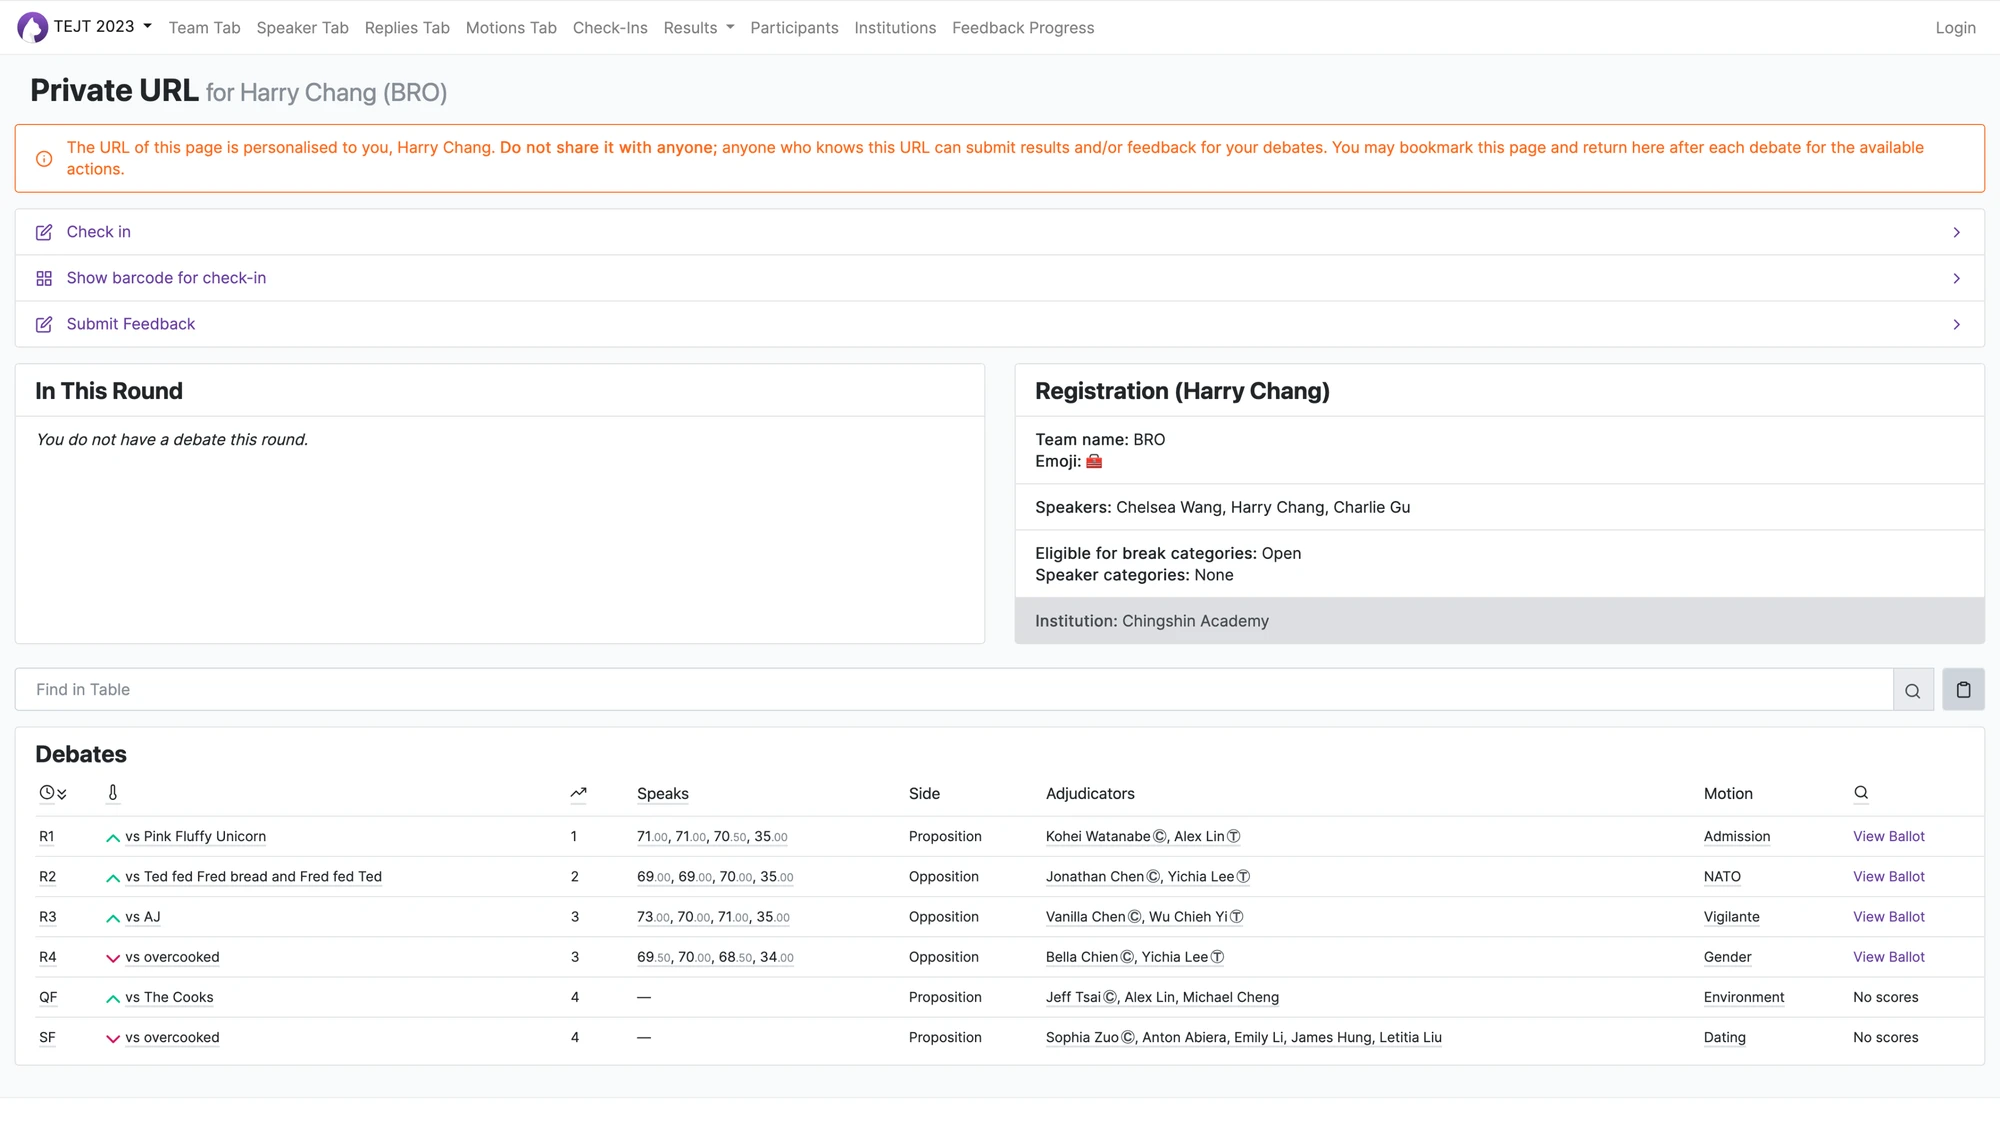 TEJT 2023 Team Tab Speaker Tab Replies Tab Motions Tab Check-Ins Results Participants Institutions Feedback Progress Login
Private URL for Harry Chang (BRO)
The URL of this page is personalised to you, Harry Chang. Do not share it with anyone; anyone who knows this URL can submit results and/or feedback for your debates. You may bookmark this page and return here after each debate for the available
actions.
Check in
Show barcode for check-in
Submit Feedback
In This Round
You do not have a debate this round.
Registration (Harry Chang)
Team name: BRO
Emoji: 🧰
Speakers: Chelsea Wang, Harry Chang, Charlie Gu
Eligible for break categories: Open
Speaker categories: None
Institution: Chingshin Academy
Find in Table
Debates
Speaks Side Adjudicators Motion
R1 vs Pink Fluffy Unicorn 1 71.00, 71.00, 70.50, 35.00 Proposition Kohei WatanabeⒸ, Alex LinⓉ Admission View Ballot
R2 vs Ted fed Fred bread and Fred fed Ted 2 69.00, 69.00, 70.00, 35.00 Opposition Jonathan ChenⒸ, Yichia LeeⓉ NATO View Ballot
R3 vs AJ 3 73.00, 70.00, 71.00, 35.00 Opposition Vanilla ChenⒸ, Wu Chieh YiⓉ Vigilante View Ballot
R4 vs overcooked 3 69.50, 70.00, 68.50, 34.00 Opposition Bella ChienⒸ, Yichia LeeⓉ Gender View Ballot
QF vs The Cooks 4 — Proposition Jeff TsaiⒸ, Alex Lin, Michael Cheng Environment No scores
SF vs overcooked 4 — Proposition Sophia ZuoⒸ, Anton Abiera, Emily Li, James Hung, Letitia Liu Dating No scores